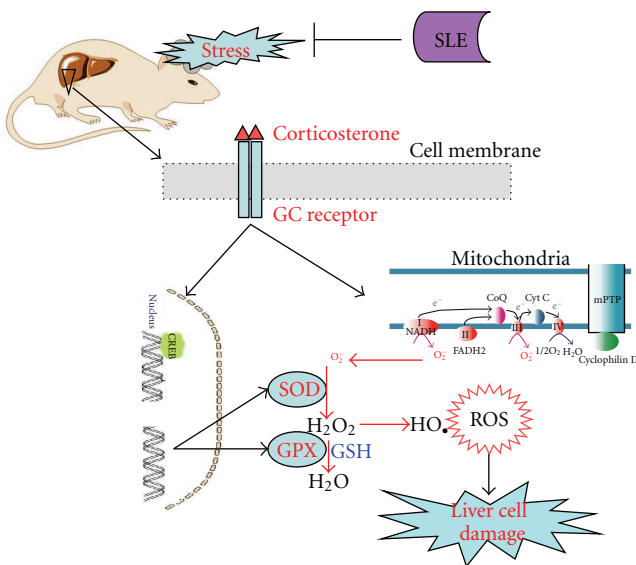 SLE
Stress
Corticosterone
Cell membrane
GC receptor
Mitochondria
Nucleus
CREB
CoQ
Cyt C
mPTP
e⁻
e⁻
e⁻
I
NADH
II
FADH2
III
IV
O₂⁻
O₂⁻
1/2O₂
H₂O
Cyclophilin D
O₂⁻
SOD
H₂O₂
HO•
ROS
GPX
GSH
H₂O
Liver cell
damage